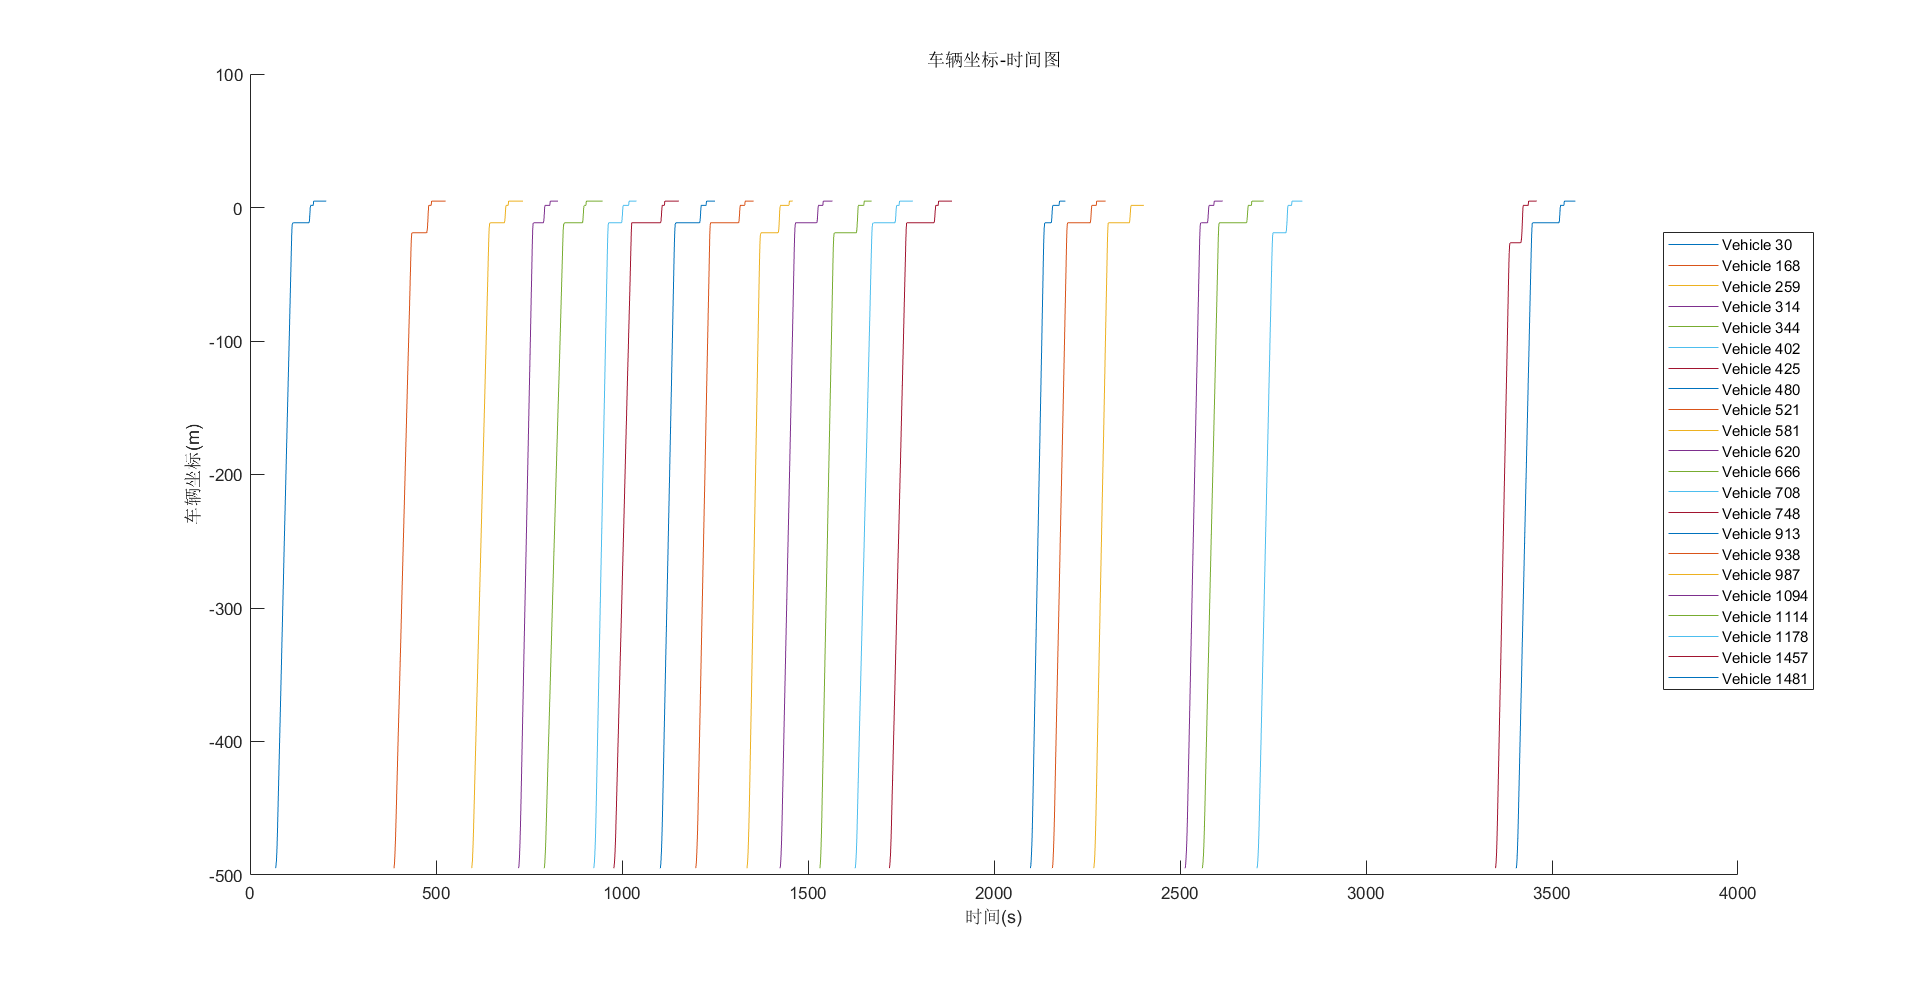 车辆坐标-时间图
100
0
-100
-200
-300
-400
-500
车辆坐标(m)
0 500 1000 1500 2000 2500 3000 3500 4000
时间(s)
Vehicle 30
Vehicle 168
Vehicle 259
Vehicle 314
Vehicle 344
Vehicle 402
Vehicle 425
Vehicle 480
Vehicle 521
Vehicle 581
Vehicle 620
Vehicle 666
Vehicle 708
Vehicle 748
Vehicle 913
Vehicle 938
Vehicle 987
Vehicle 1094
Vehicle 1114
Vehicle 1178
Vehicle 1457
Vehicle 1481